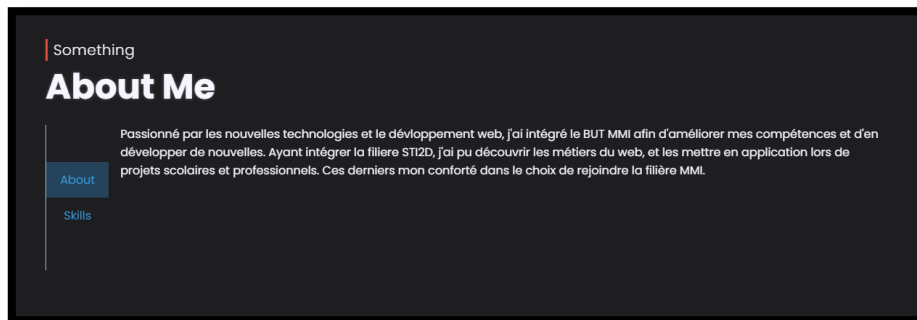 Something
About Me
Passionné par les nouvelles technologies et le dévloppement web, j'ai intégré le BUT MMI afin d'améliorer mes compétences et d'en
développer de nouvelles. Ayant intégrer la filiere STI2D, j'ai pu découvrir les métiers du web, et les mettre en application lors de
projets scolaires et professionnels. Ces derniers mon conforté dans le choix de rejoindre la filière MMI.
About
Skills